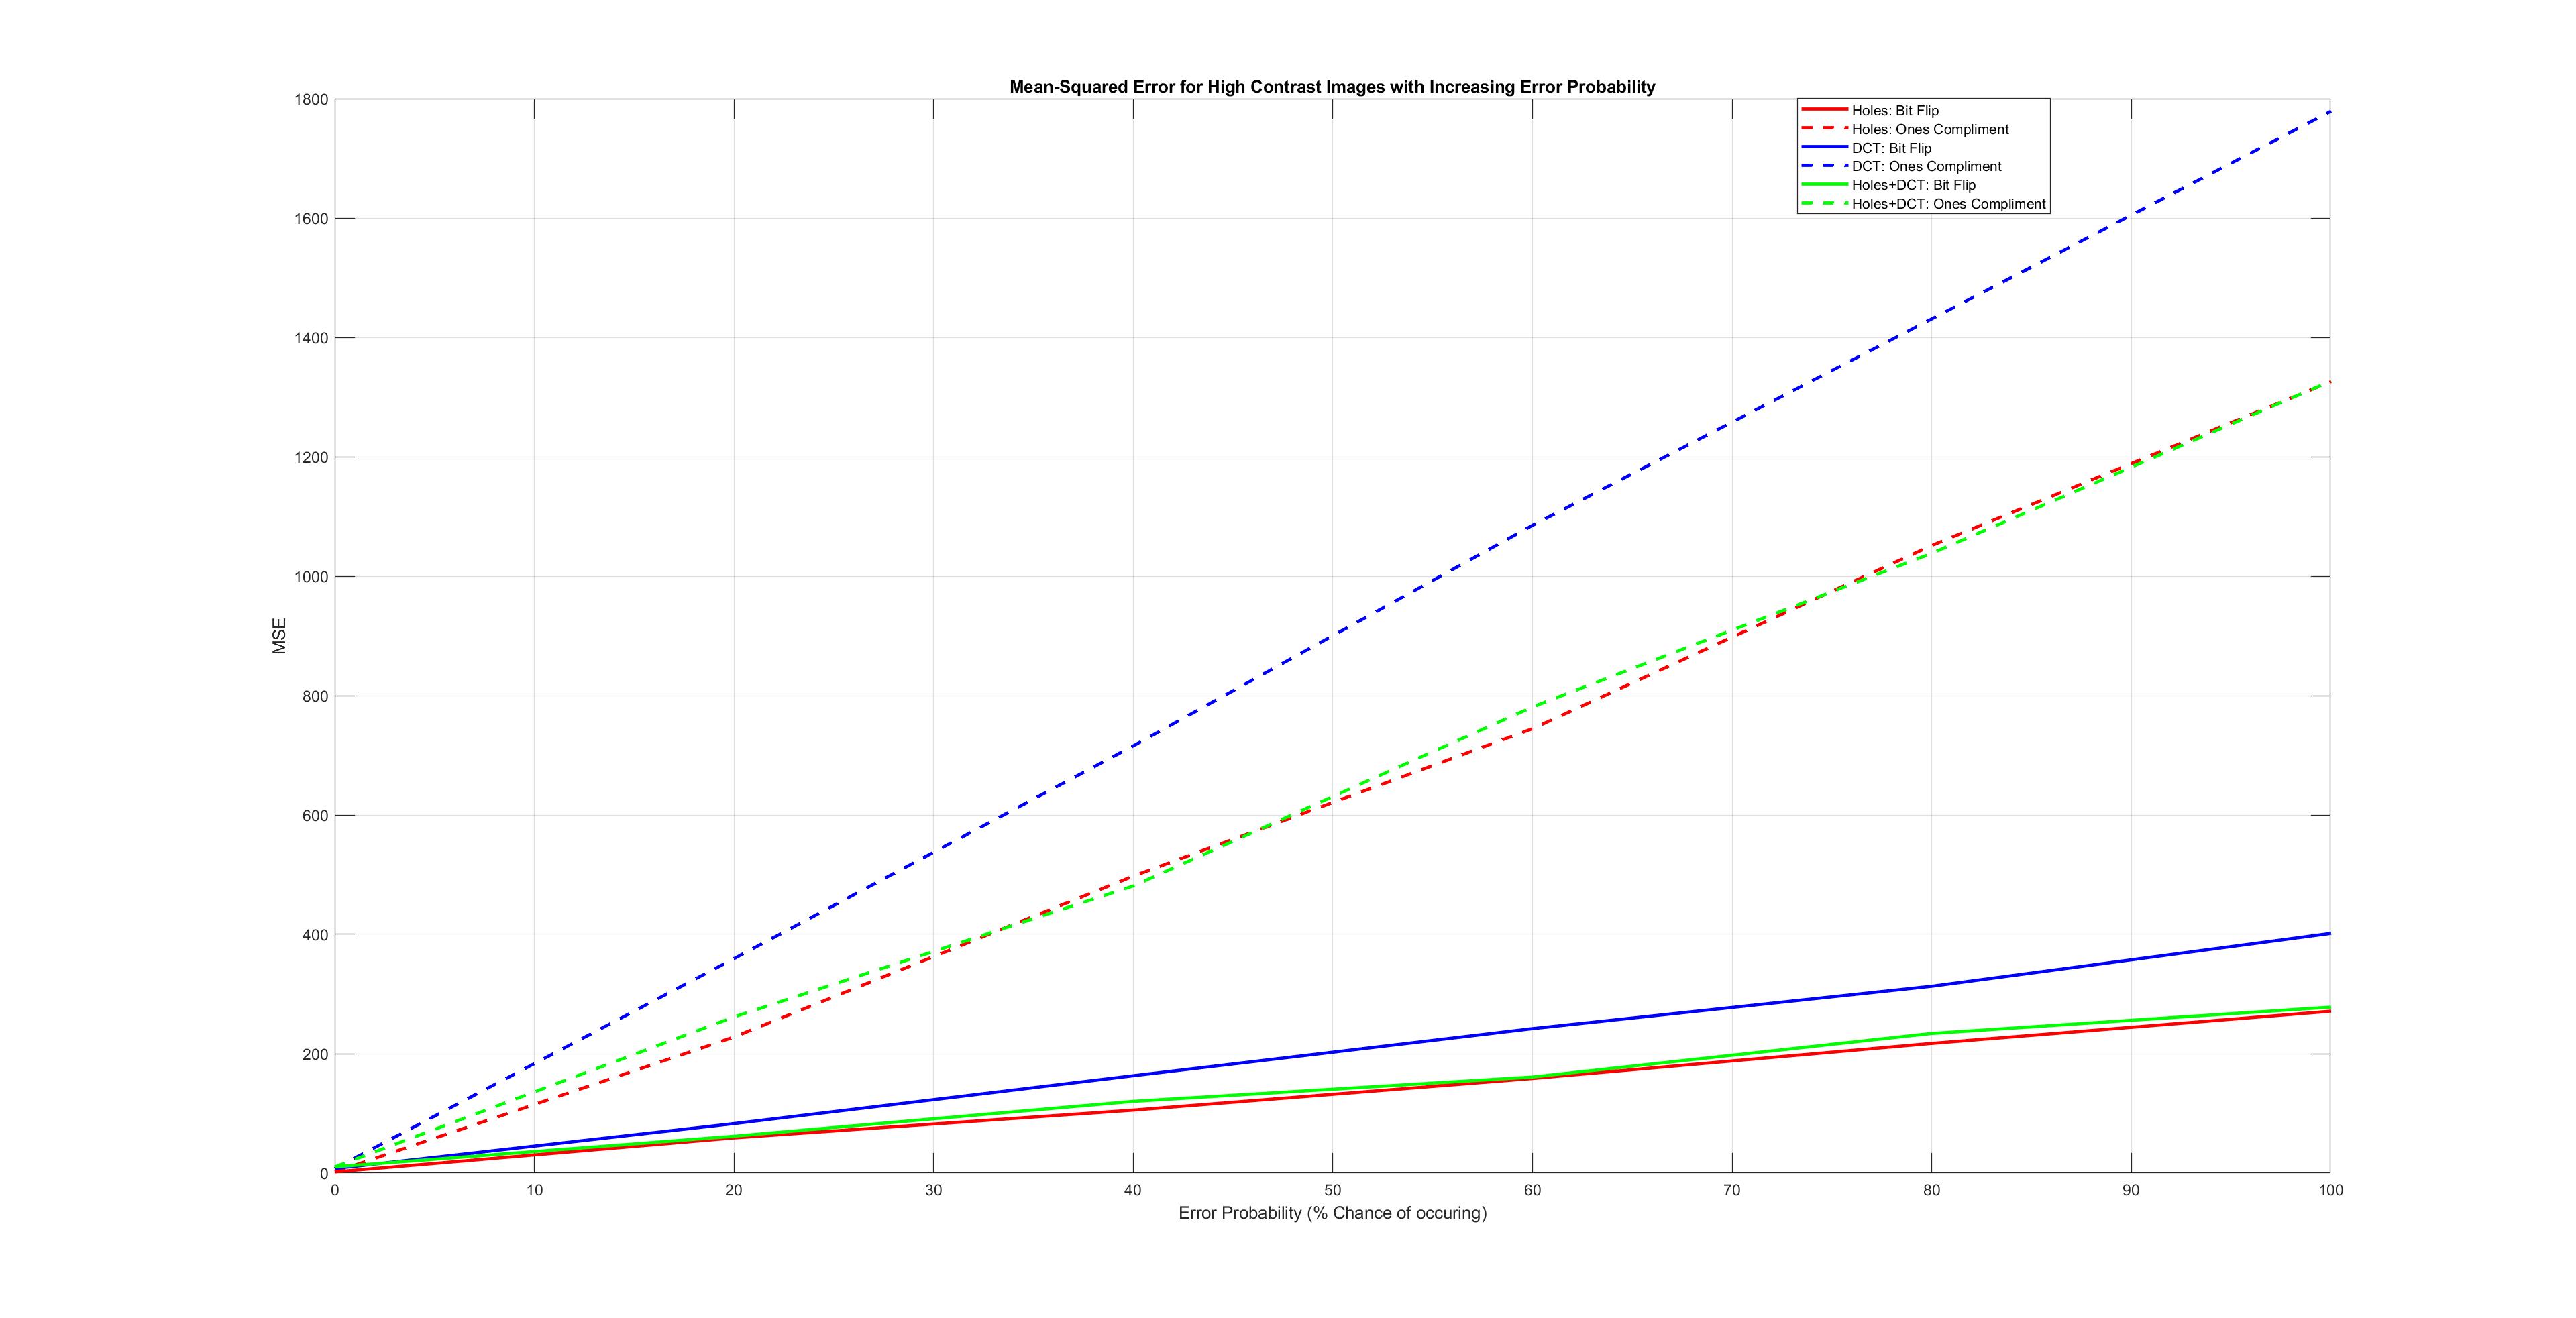 Mean-Squared Error for High Contrast Images with Increasing Error Probability
1800
1600
1400
1200
1000
800
600
400
200
0
MSE
Holes: Bit Flip
Holes: Ones Compliment
DCT: Bit Flip
DCT: Ones Compliment
Holes+DCT: Bit Flip
Holes+DCT: Ones Compliment
0 10 20 30 40 50 60 70 80 90 100
Error Probability (% Chance of occuring)